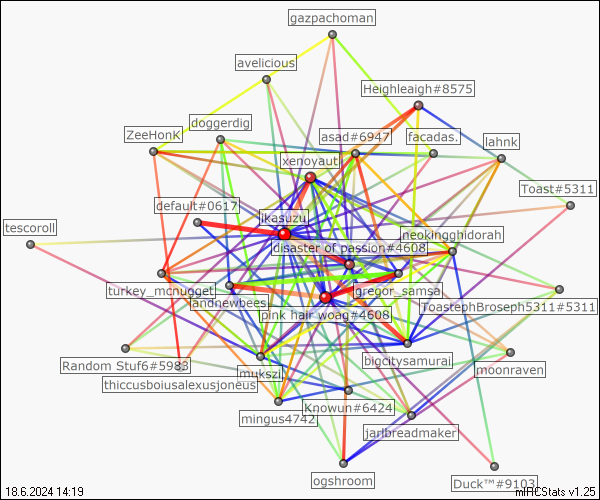 gazpachoman
avelicious
Heighleaigh#8575
doggerdig
ZeeHonK
asad#6947
facadas.
lahnk
xenoyaut
Toast#5311
default#0617
jkasuzu
tescoroll
neokingghidorah
disaster of passion#4608
turkey_mcnugget
gregor_samsa
andnewbees
ToastephBroseph5311#5311
pink hair woag#4608
Random Stuf6#5983
bigcitysamurai
mukszi
moonraven
thiccusboiusalexusjoneus
Knowun#6424
mingus4742
jarlbreadmaker
ogshroom
Duck™#9103
18.6.2024 14:19
mIRCStats v1.25